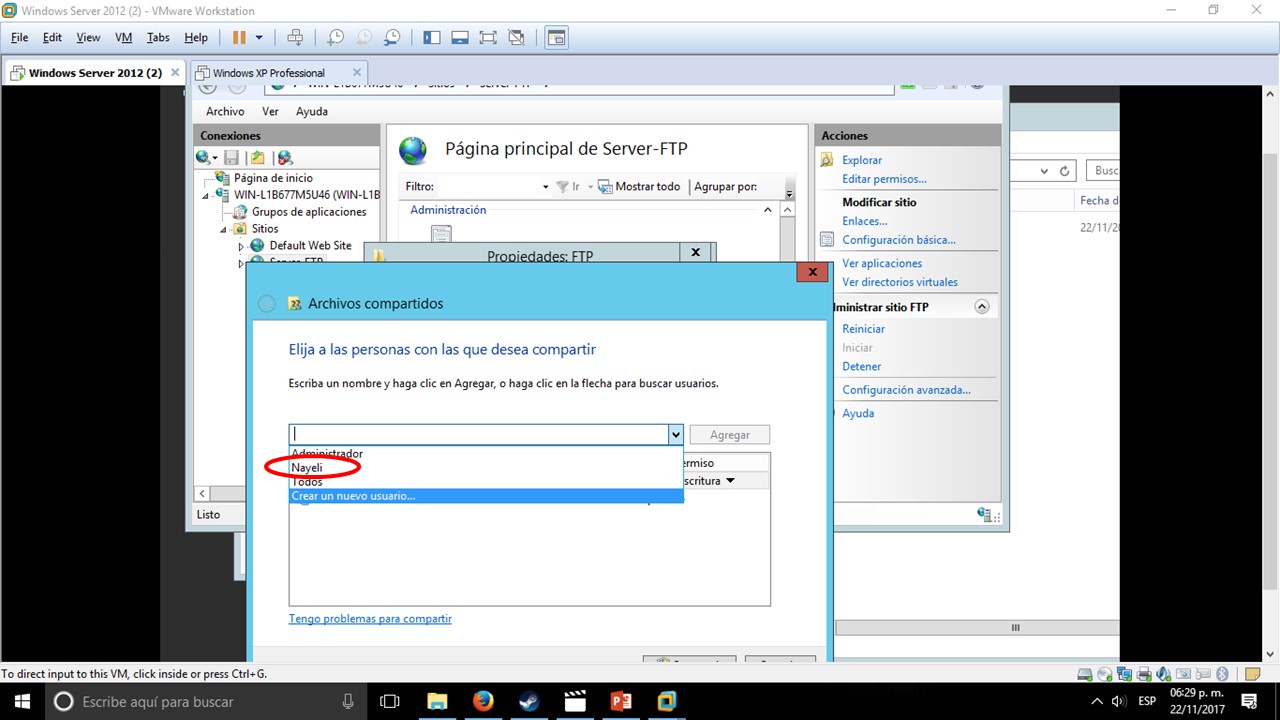 Windows Server 2012 (2) - VMware Workstation
File Edit View VM Tabs Help
Windows Server 2012 (2) Windows XP Professional
Archivo Ver Ayuda
Conexiones
Página de inicio
WIN-L1B677M5U46 (WIN-L1B
Grupos de aplicaciones
Sitios
Default Web Site
Server-FTP
Listo
Página principal de Server-FTP
Filtro: Ir Mostrar todo Agrupar por:
Administración
Acciones
Explorar
Editar permisos...
Modificar sitio
Enlaces...
Configuración básica...
Ver aplicaciones
Ver directorios virtuales
ministrar sitio FTP
Reiniciar
Iniciar
Detener
Configuración avanzada...
Ayuda
Busc
Fecha d
22/11/20
Propiedades: FTP
Archivos compartidos
Elija a las personas con las que desea compartir
Escriba un nombre y haga clic en Agregar, o haga clic en la flecha para buscar usuarios.
Agregar
Administrador
Nayeli
Todos
Crear un nuevo usuario...
ermiso
scritura
Tengo problemas para compartir
To direct input to this VM, click inside or press Ctrl+G.
Escribe aquí para buscar
ESP
06:29 p. m.
22/11/2017